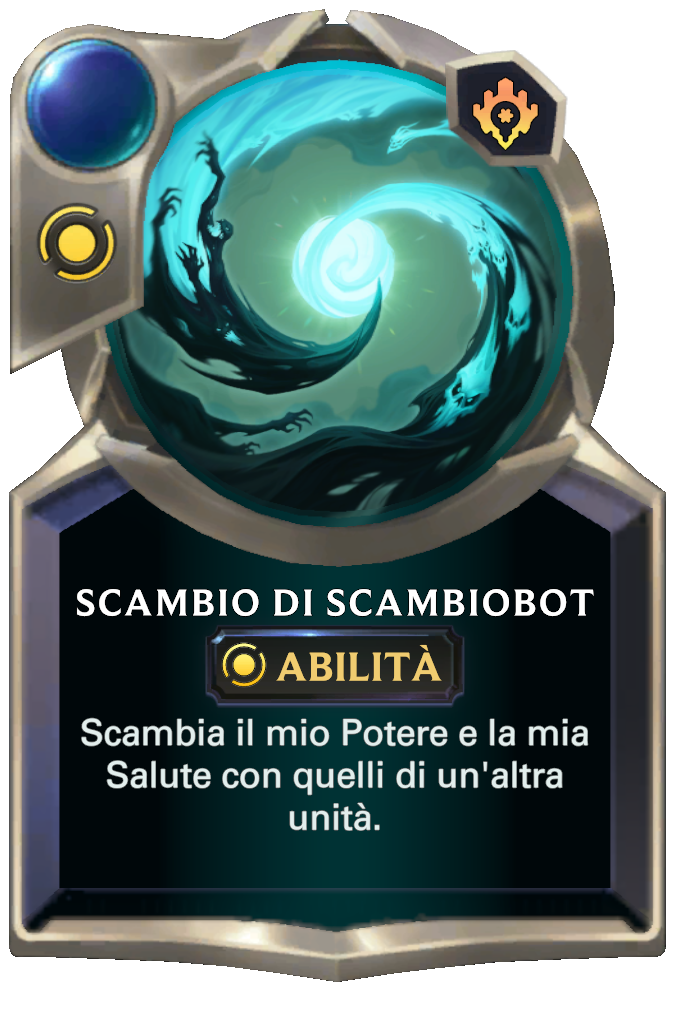 SCAMBIO DI SCAMBIOBOT
ABILITÀ
Scambia il mio Potere e la mia
Salute con quelli di un'altra
unità.